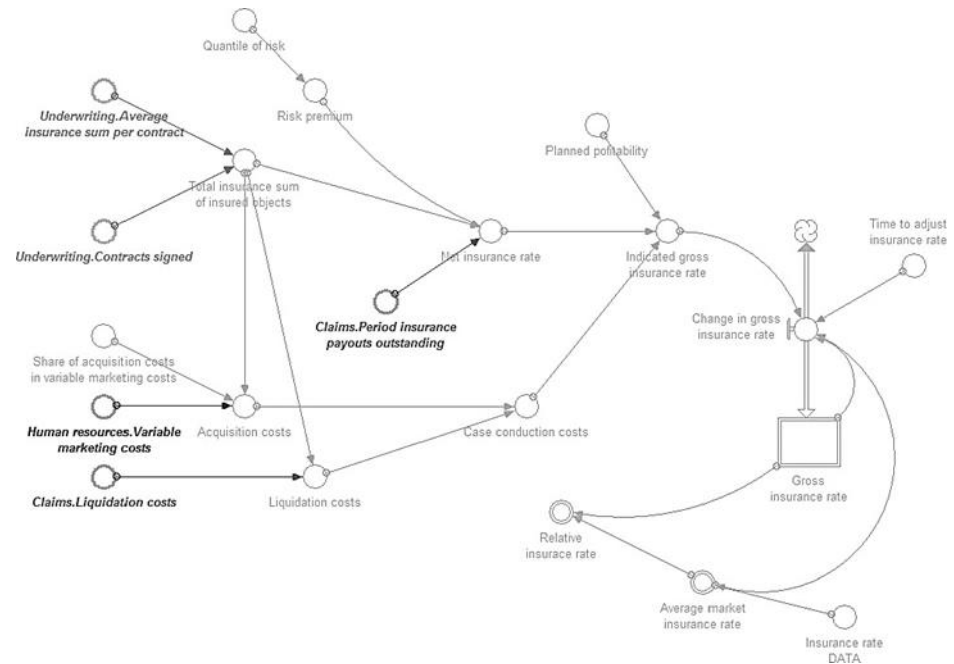 Quantile of risk
Risk premium
Underwriting.Average
insurance sum per contract
Planned pofitability
Total insurance sum
of insured objects
Time to adjust
insurance rate
Underwriting.Contracts signed
Net insurance rate
Indicated gross
insurance rate
Claims.Period insurance
payouts outstanding
Change in gross
insurance rate
Share of acquisition costs
in variable marketing costs
Human resources.Variable
marketing costs
Acquisition costs
Case conduction costs
Claims.Liquidation costs
Liquidation costs
Gross
insurance rate
Relative
insurace rate
Average market
insurance rate
Insurance rate
DATA